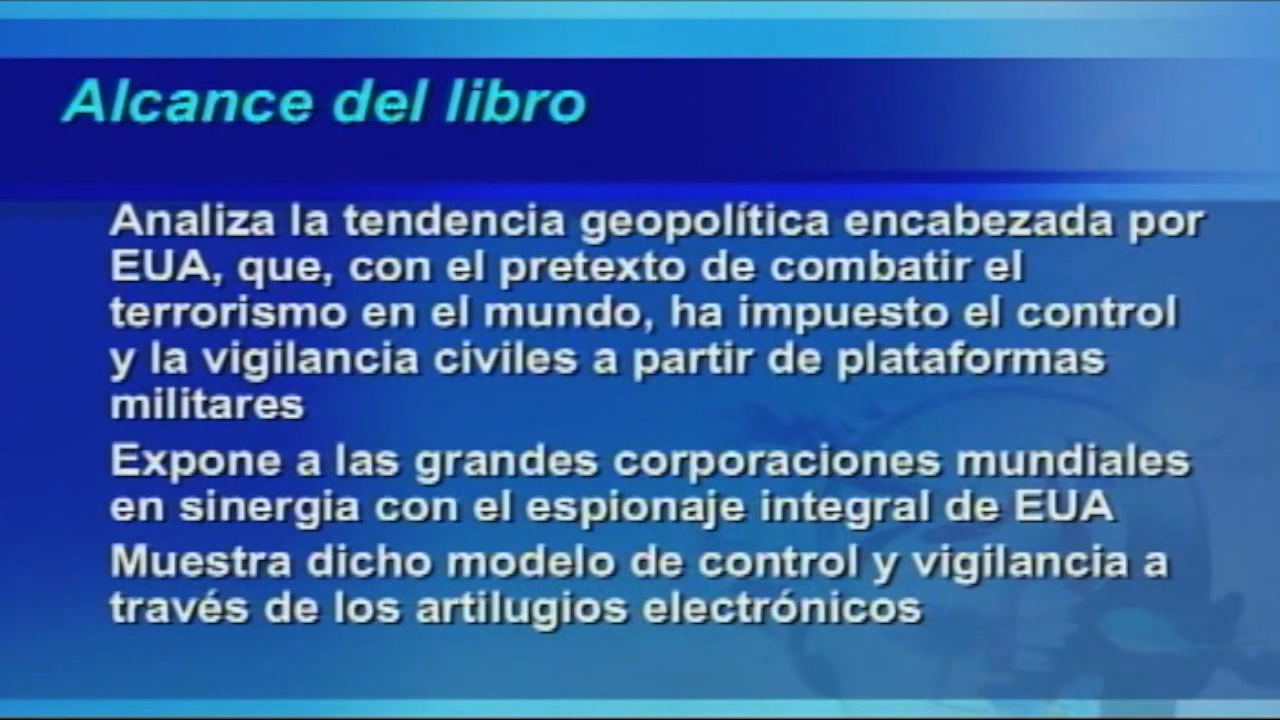 Alcance del libro
Analiza la tendencia geopolítica encabezada por
EUA, que, con el pretexto de combatir el
terrorismo en el mundo, ha impuesto el control
y la vigilancia civiles a partir de plataformas
militares
Expone a las grandes corporaciones mundiales
en sinergia con el espionaje integral de EUA
Muestra dicho modelo de control y vigilancia a
través de los artilugios electrónicos